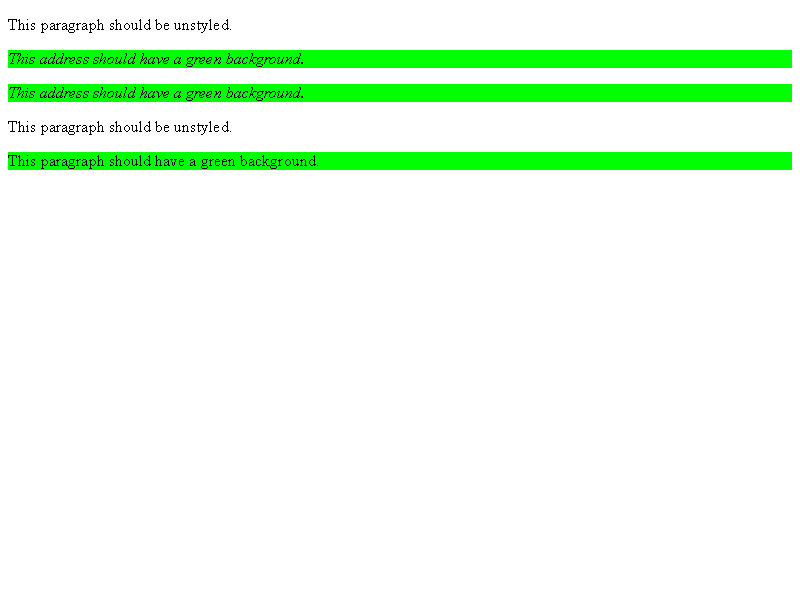 This paragraph should be unstyled.
This address should have a green background.
This address should have a green background.
This paragraph should be unstyled.
This paragraph should have a green background.